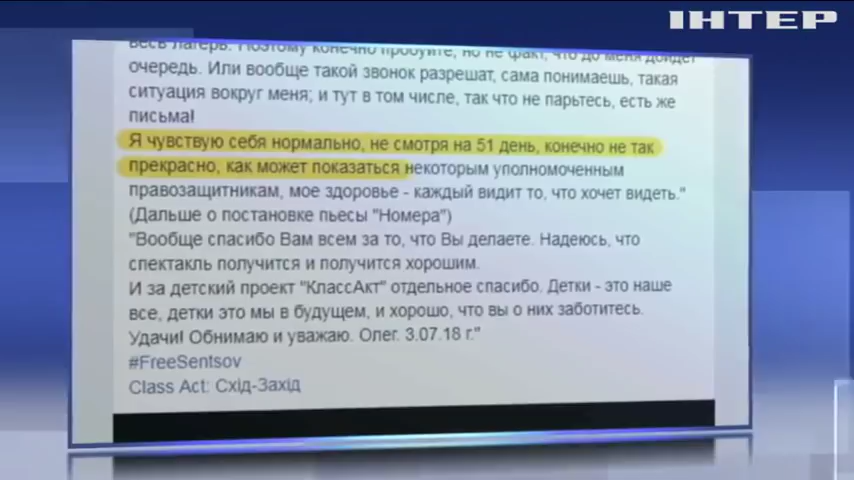 ІНТЕР
весь лагерь. Поэтому конечно пробуйте, но не факт, что до меня дойдет
очередь. Или вообще такой звонок разрешат, сама понимаешь, такая
ситуация вокруг меня; и тут в том числе, так что не парьтесь, есть же
письма!
Я чувствую себя нормально, не смотря на 51 день, конечно не так
прекрасно, как может показаться некоторым уполномоченным
правозащитникам, мое здоровье - каждый видит то, что хочет видеть."
(Дальше о постановке пьесы "Номера")
"Вообще спасибо Вам всем за то, что Вы делаете. Надеюсь, что
спектакль получится и получится хорошим.
И за детский проект "КлассАкт" отдельное спасибо. Детки - это наше
все, детки это мы в будущем, и хорошо, что вы о них заботитесь.
Удачи! Обнимаю и уважаю. Олег. 3.07.18 г."
#FreeSentsov
Class Act: Схід-Захід